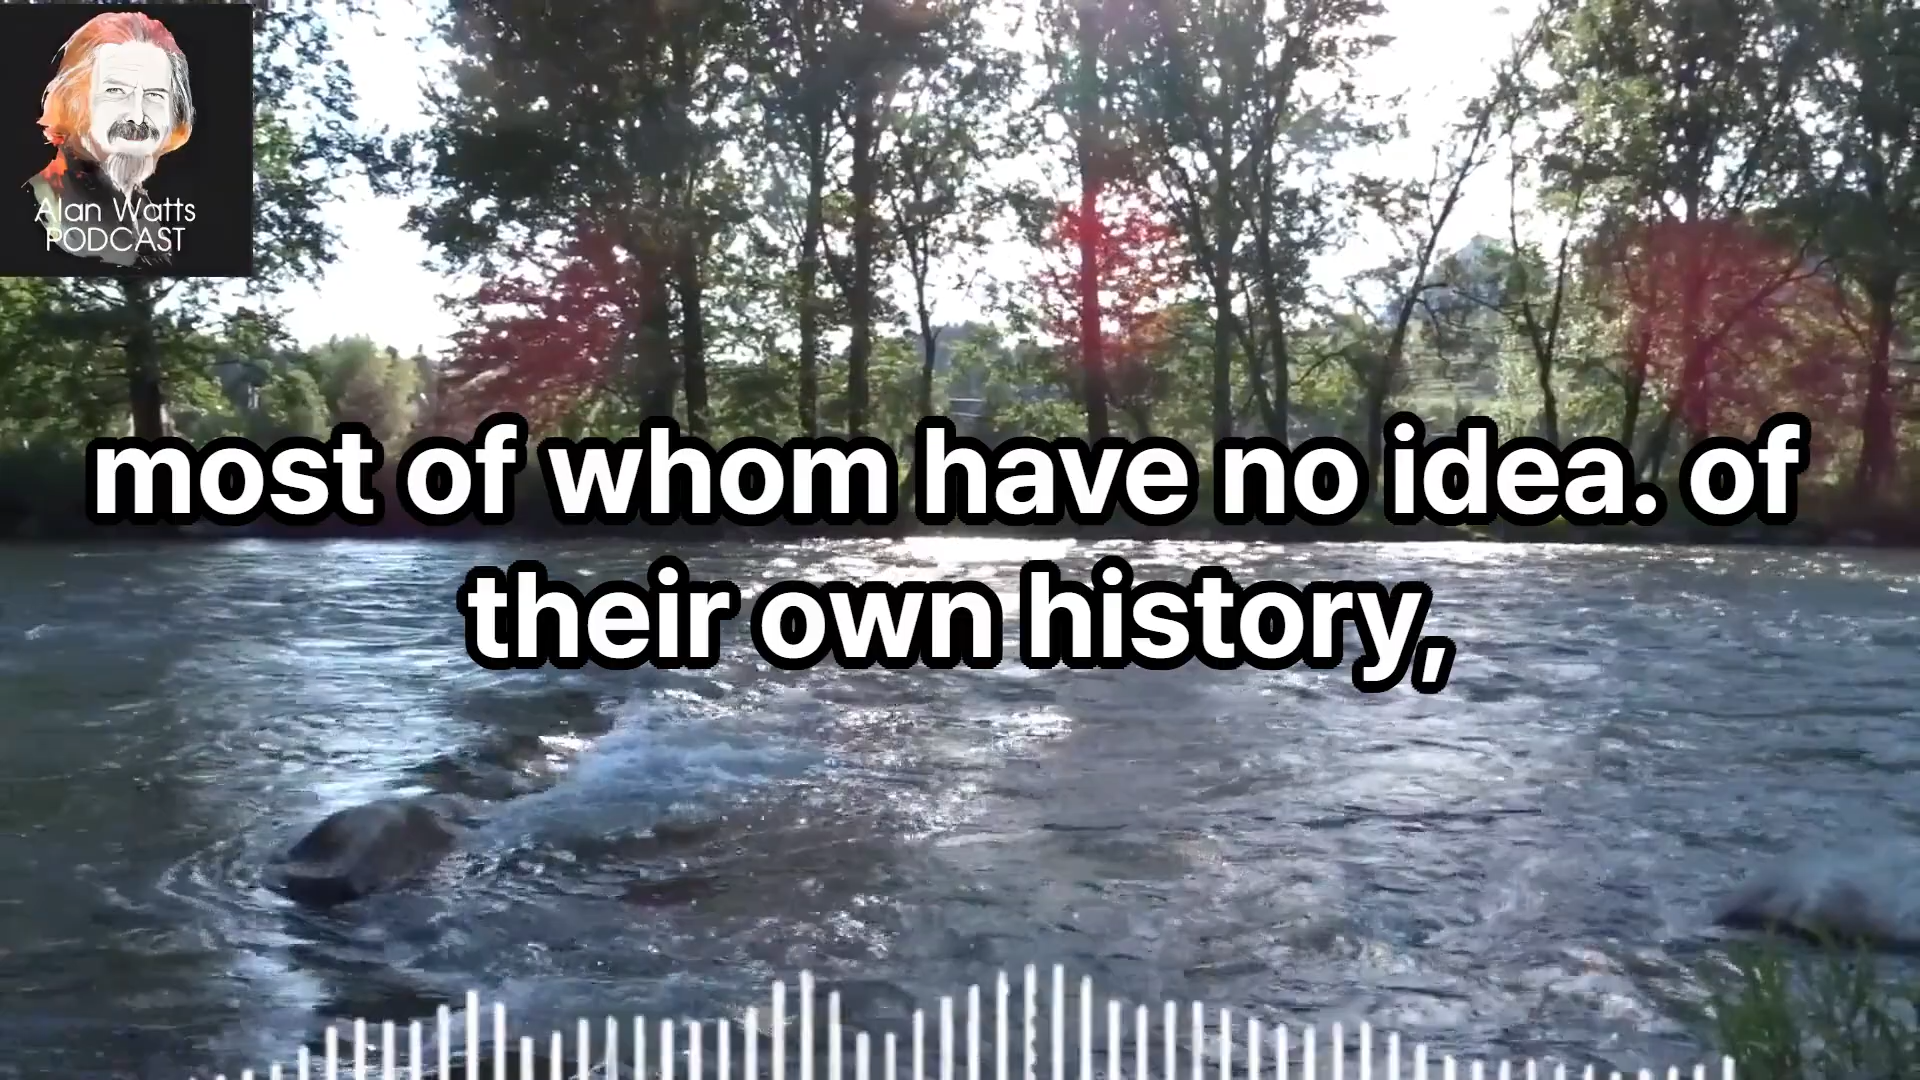 Alan Watts
PODCAST
most of whom have no idea. of
their own history,